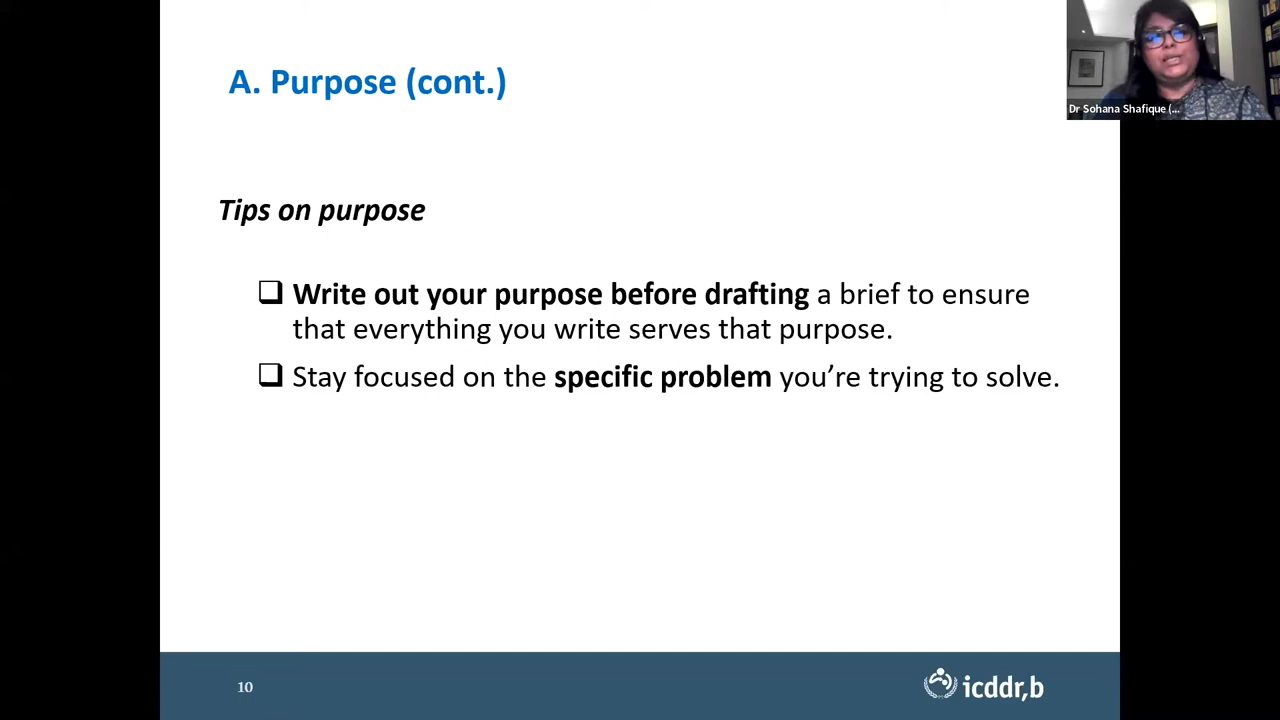 A. Purpose (cont.)
Dr Sohana Shafique (...
Tips on purpose
Write out your purpose before drafting a brief to ensure
that everything you write serves that purpose.
Stay focused on the specific problem you’re trying to solve.
10
icddr,b